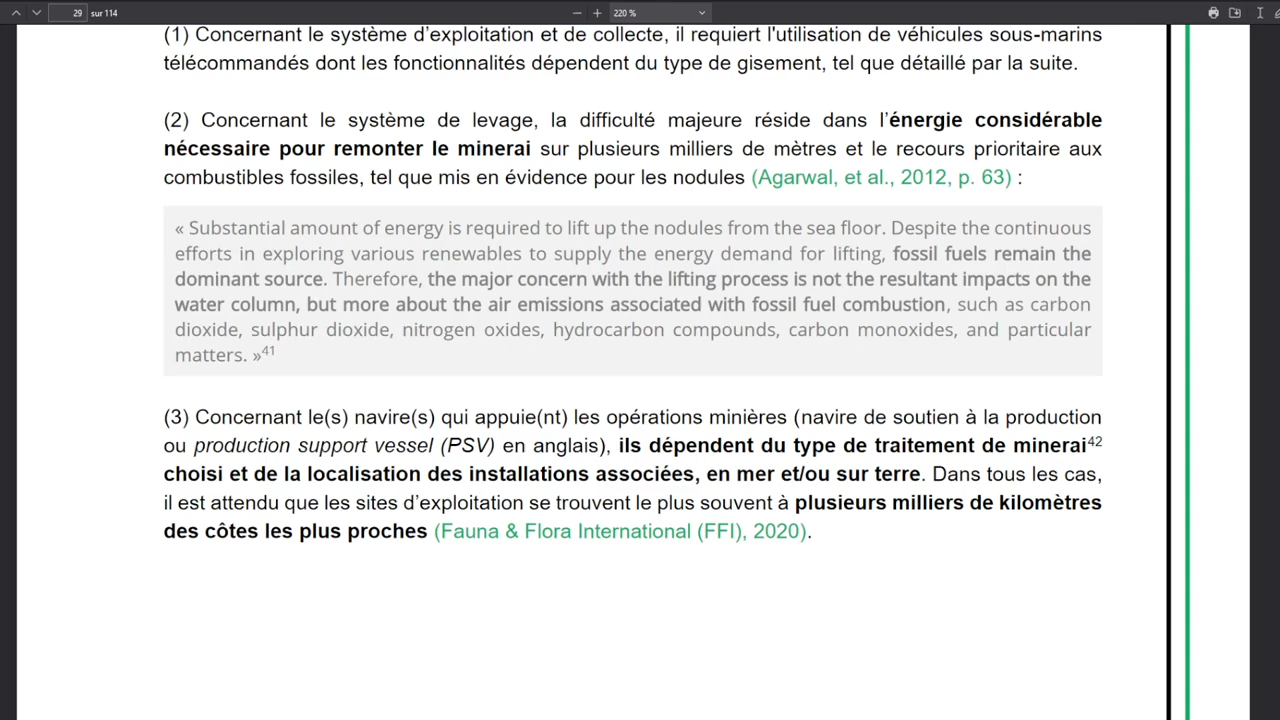 29 sur 114
220 %
(1) Concernant le système d’exploitation et de collecte, il requiert l'utilisation de véhicules sous-marins
télécommandés dont les fonctionnalités dépendent du type de gisement, tel que détaillé par la suite.
(2) Concernant le système de levage, la difficulté majeure réside dans l’énergie considérable
nécessaire pour remonter le minerai sur plusieurs milliers de mètres et le recours prioritaire aux
combustibles fossiles, tel que mis en évidence pour les nodules (Agarwal, et al., 2012, p. 63) :
« Substantial amount of energy is required to lift up the nodules from the sea floor. Despite the continuous
efforts in exploring various renewables to supply the energy demand for lifting, fossil fuels remain the
dominant source. Therefore, the major concern with the lifting process is not the resultant impacts on the
water column, but more about the air emissions associated with fossil fuel combustion, such as carbon
dioxide, sulphur dioxide, nitrogen oxides, hydrocarbon compounds, carbon monoxides, and particular
matters. »41
(3) Concernant le(s) navire(s) qui appuie(nt) les opérations minières (navire de soutien à la production
ou production support vessel (PSV) en anglais), ils dépendent du type de traitement de minerai42
choisi et de la localisation des installations associées, en mer et/ou sur terre. Dans tous les cas,
il est attendu que les sites d’exploitation se trouvent le plus souvent à plusieurs milliers de kilomètres
des côtes les plus proches (Fauna & Flora International (FFI), 2020).